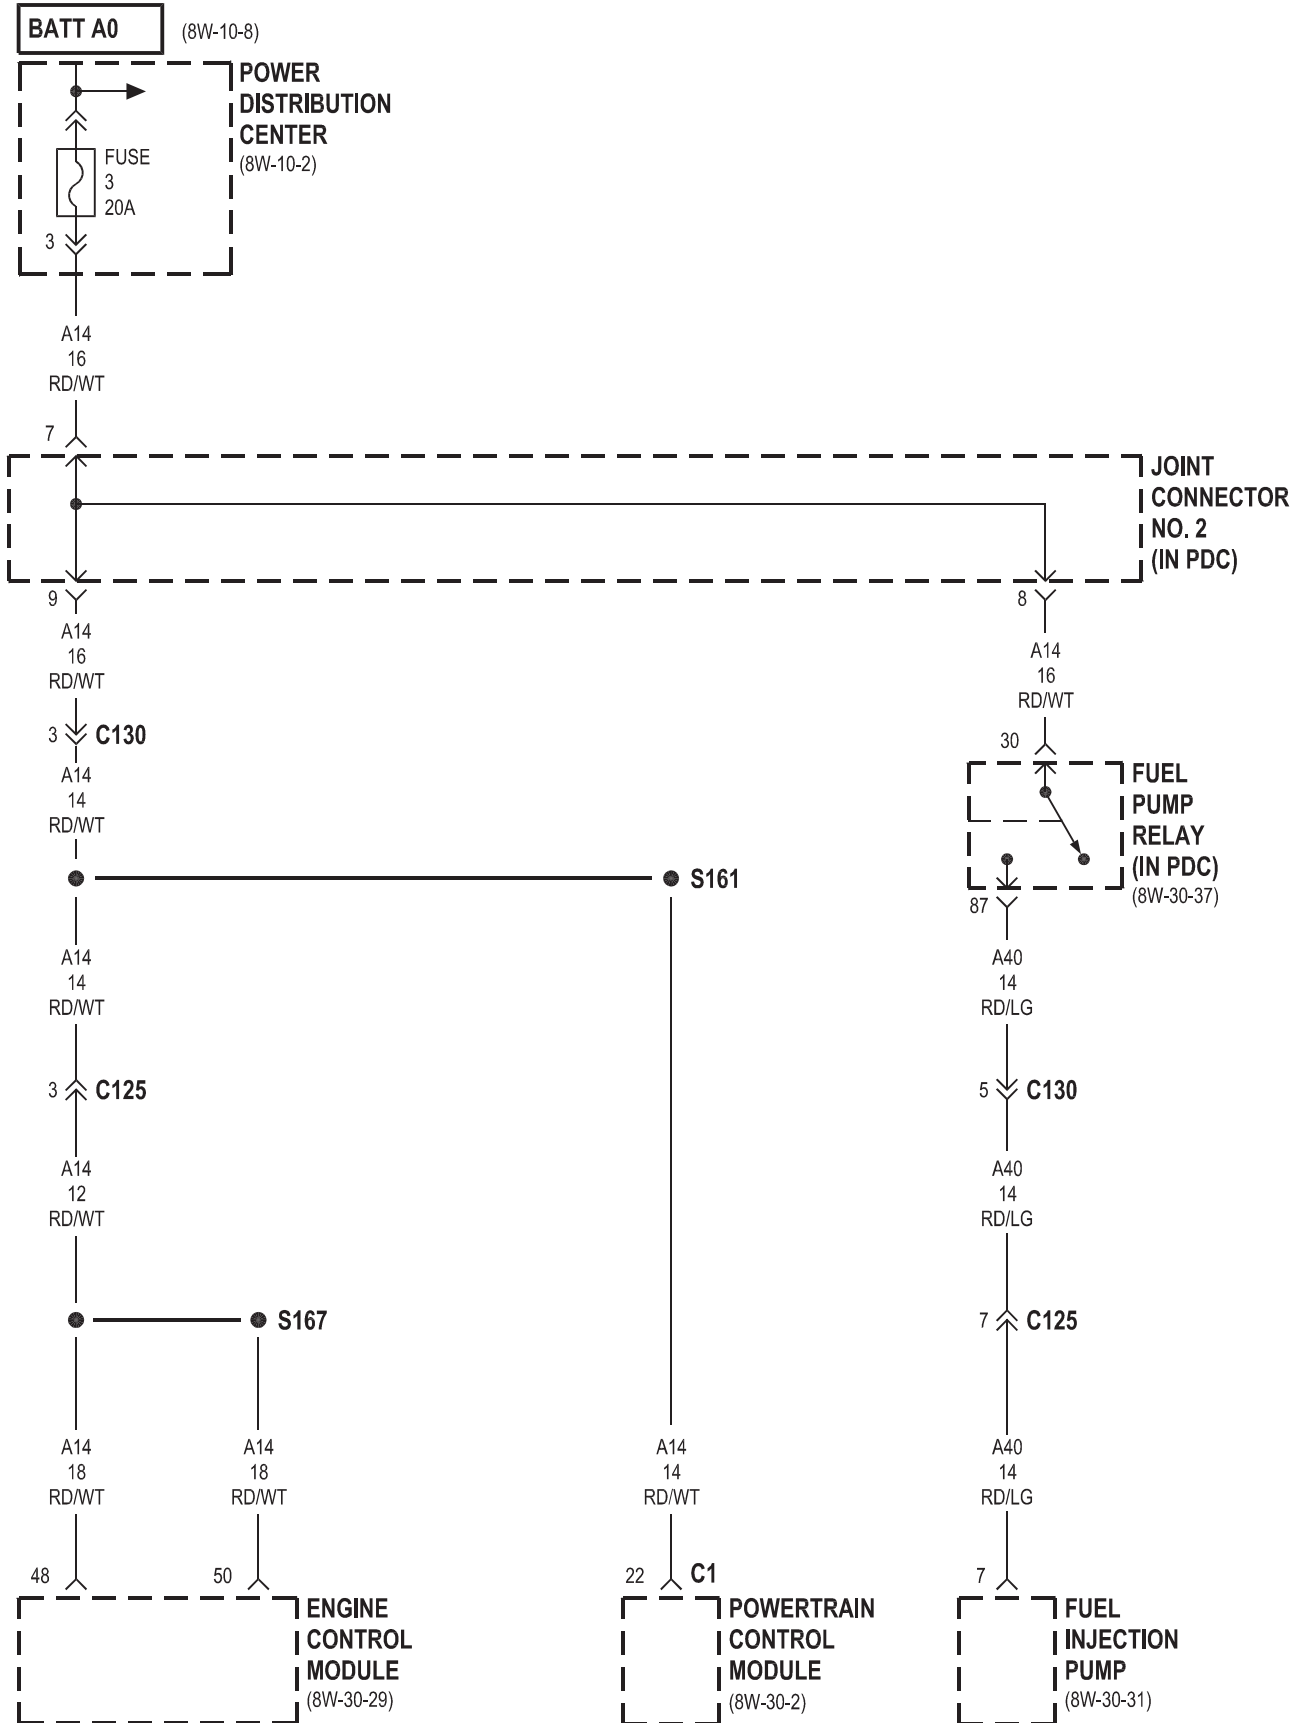 BATT A0
(8W-10-8)
POWER
DISTRIBUTION
CENTER
(8W-10-2)
FUSE
3
20A
3
A14
16
RD/WT
7
JOINT
CONNECTOR
NO. 2
(IN PDC)
9
A14
16
RD/WT
8
A14
16
RD/WT
3
C130
A14
14
RD/WT
30
FUEL
PUMP
RELAY
(IN PDC)
(8W-30-37)
S161
87
A14
14
RD/WT
A40
14
RD/LG
3
C125
5
C130
A14
12
RD/WT
A40
14
RD/LG
S167
7
C125
A14
18
RD/WT
A14
18
RD/WT
A14
14
RD/WT
A40
14
RD/LG
48
50
22
C1
7
ENGINE
CONTROL
MODULE
(8W-30-29)
POWERTRAIN
CONTROL
MODULE
(8W-30-2)
FUEL
INJECTION
PUMP
(8W-30-31)